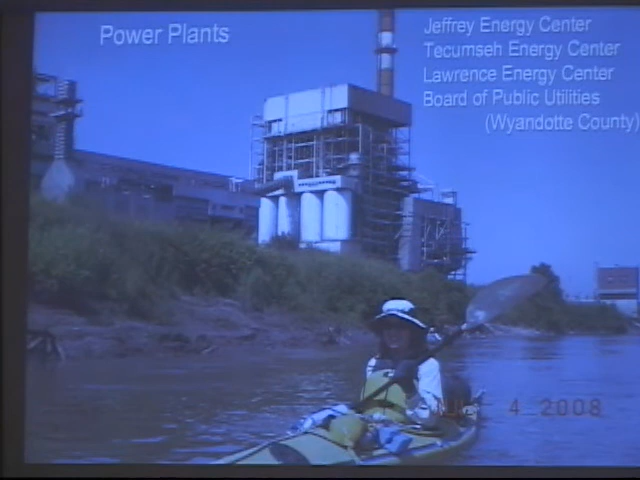 Power Plants
Jeffrey Energy Center
Tecumseh Energy Center
Lawrence Energy Center
Board of Public Utilities
(Wyandotte County)
4 2008